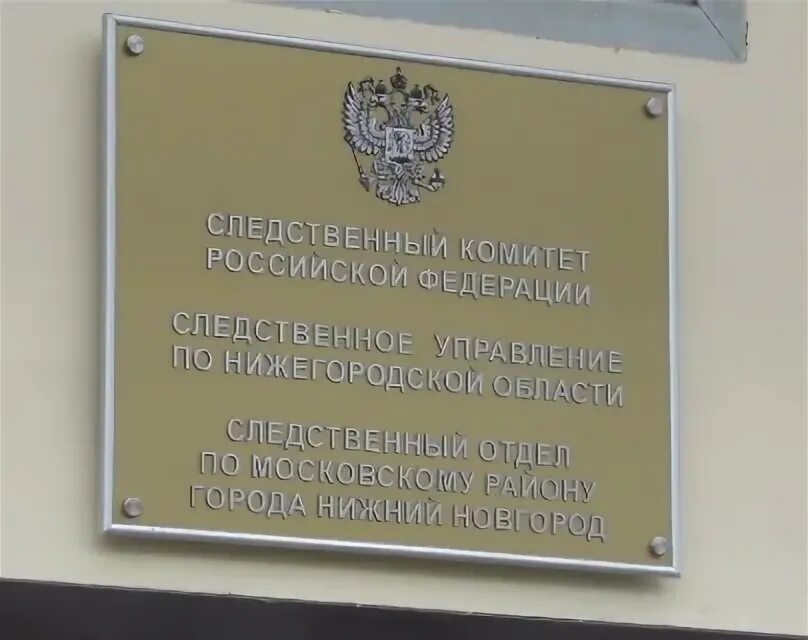 СЛЕДСТВЕННЫЙ КОМИТЕТ
РОССИЙСКОЙ ФЕДЕРАЦИИ
СЛЕДСТВЕННОЕ УПРАВЛЕНИЕ
ПО НИЖЕГОРОДСКОЙ ОБЛАСТИ
СЛЕДСТВЕННЫЙ ОТДЕЛ
ПО МОСКОВСКОМУ РАЙОНУ
ГОРОДА НИЖНИЙ НОВГОРОД